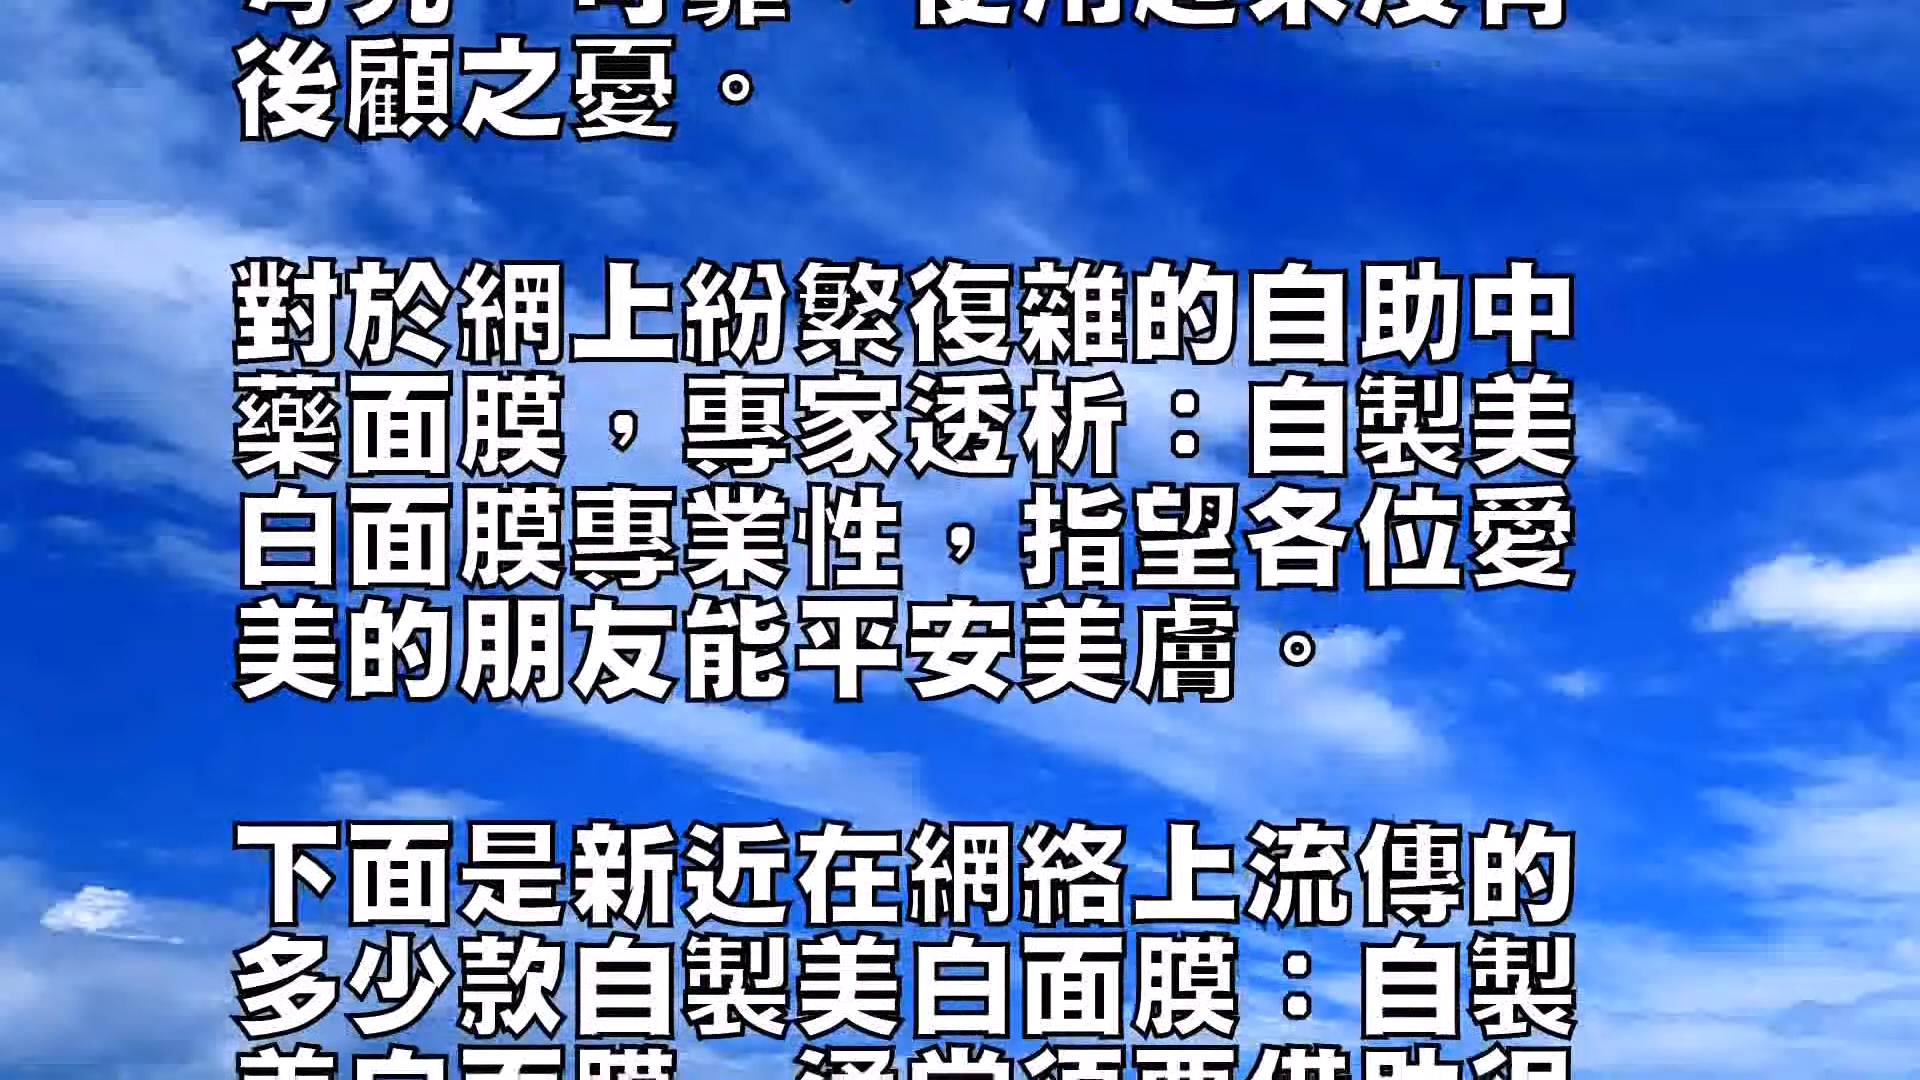 後顧之憂。
對於網上紛繁復雜的自助中
藥面膜，專家透析：自製美
白面膜專業性，指望各位愛
美的朋友能平安美膚。
下面是新近在網絡上流傳的
多少款自製美白面膜：自製